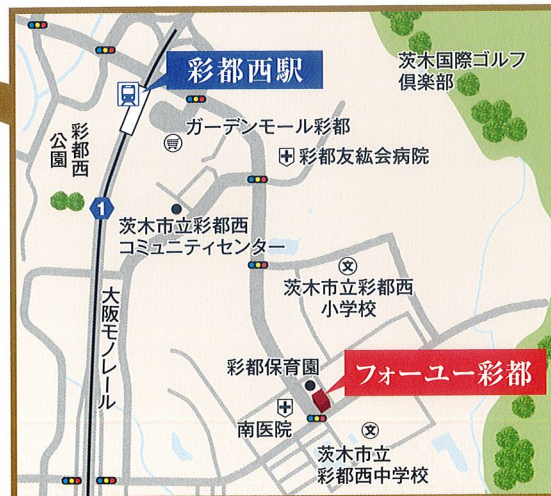 彩都西駅
茨木国際ゴルフ
倶楽部
ガーデンモール彩都
彩都西
公園
彩都友紘会病院
1
茨木市立彩都西
コミュニティセンター
文
茨木市立彩都西
小学校
大阪モノレール
彩都保育園
フォーユー彩都
南医院
文
茨木市立
彩都西中学校